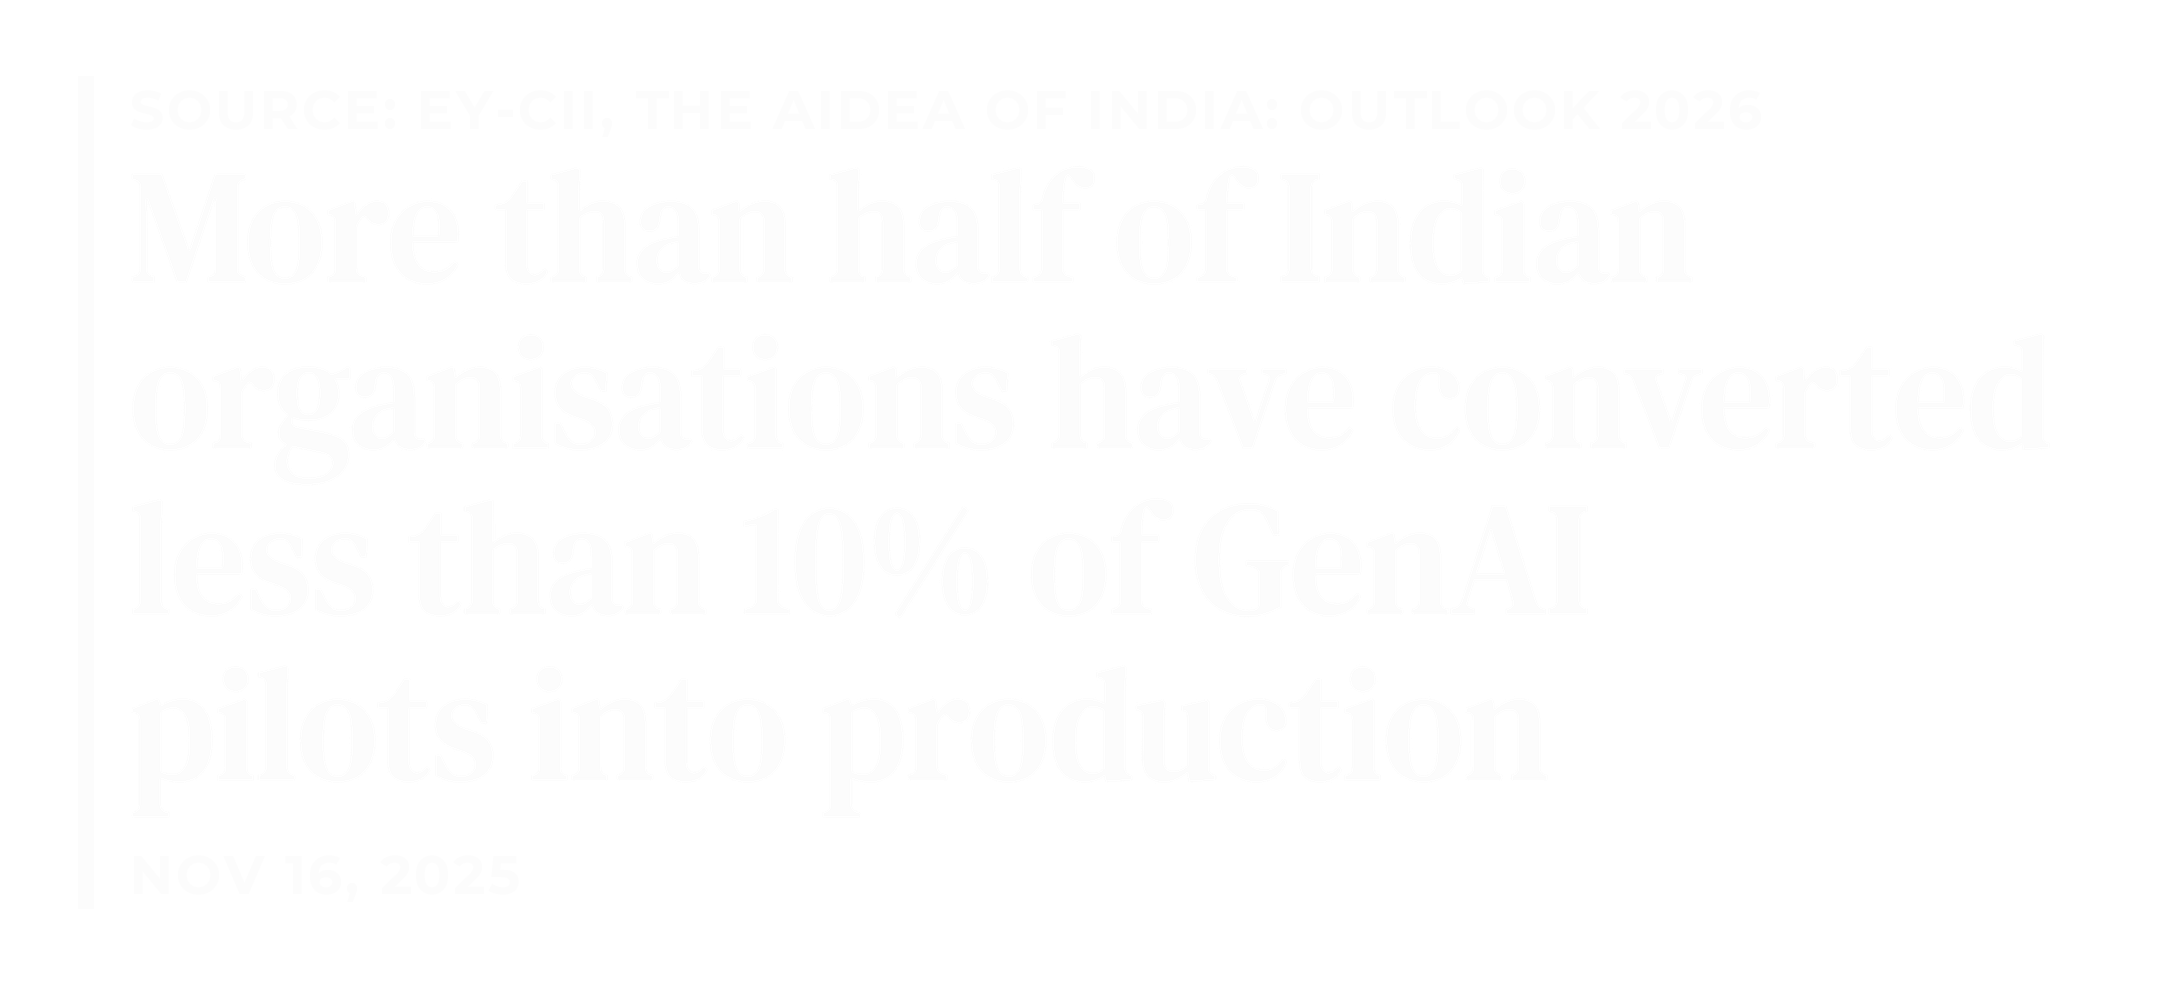 SOURCE: EY-CII, THE AIDEA OF INDIA: OUTLOOK 2026
More than half of Indian
organisations have converted
less than 10% of GenAI
pilots into production
NOV 16, 2025